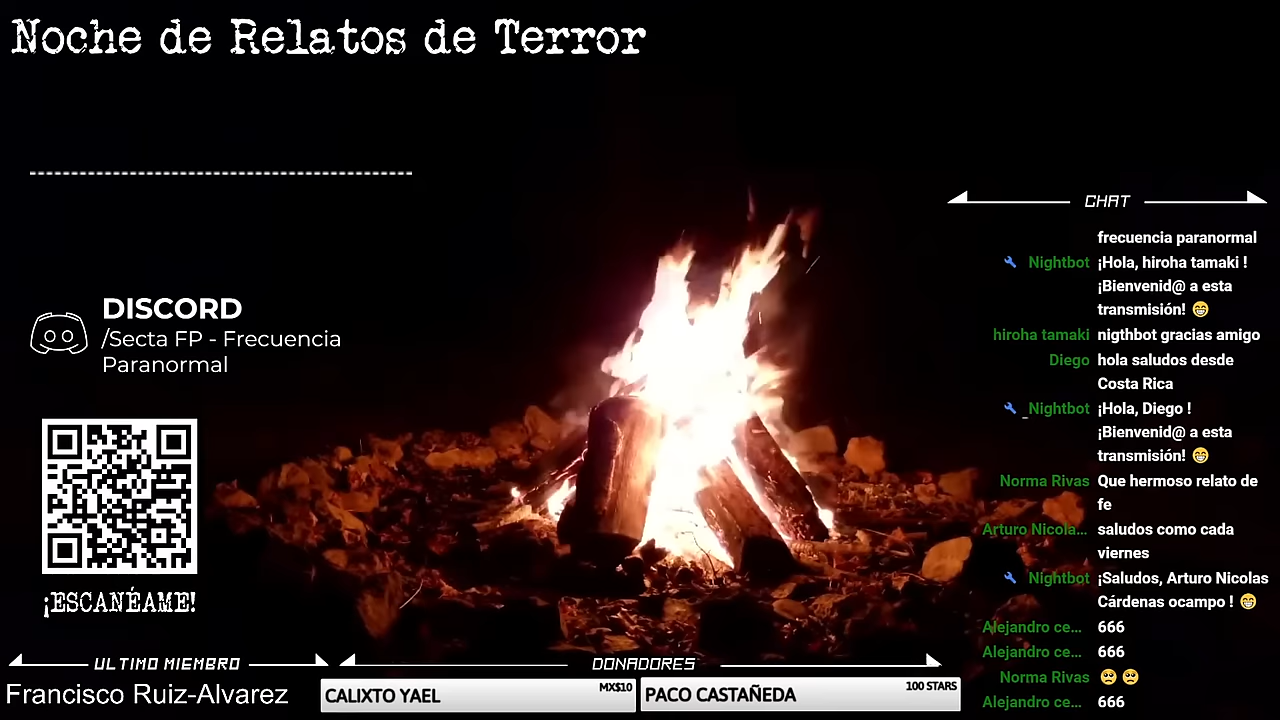 Noche de Relatos de Terror
DISCORD
/Secta FP - Frecuencia
Paranormal
¡ESCANÉAME!
CHAT
frecuencia paranormal
Nightbot ¡Hola, hiroha tamaki !
¡Bienvenid@ a esta
transmisión! 😁
hiroha tamaki nigthbot gracias amigo
Diego hola saludos desde
Costa Rica
_Nightbot ¡Hola, Diego !
¡Bienvenid@ a esta
transmisión! 😁
Norma Rivas Que hermoso relato de
fe
Arturo Nicola... saludos como cada
viernes
Nightbot ¡Saludos, Arturo Nicolas
Cárdenas ocampo ! 😁
Alejandro ce... 666
Alejandro ce... 666
Norma Rivas 🥺 🥺
Alejandro ce... 666
ULTIMO MIEMBRO
Francisco Ruiz-Alvarez
DONADORES
CALIXTO YAEL MX$10
PACO CASTAÑEDA 100 STARS